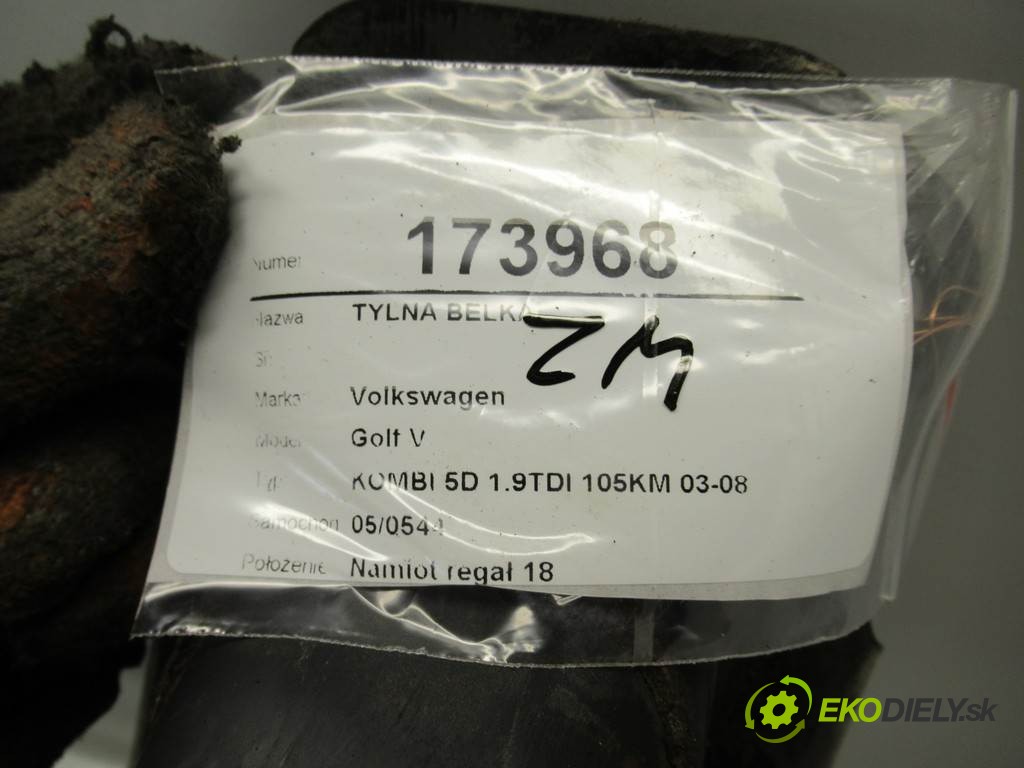 Numer 173968
Nazwa TYLNA BELKA
ZM
Marka Volkswagen
Model Golf V
KOMBI 5D 1.9TDI 105KM 03-08
Samochód 05/0544
Położenie Namiot regał 18
EKODIELY.sk